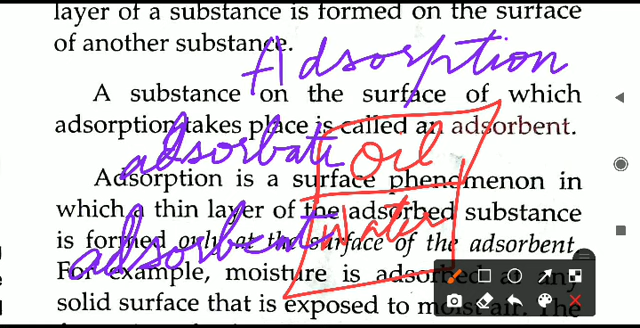 layer of a substance is formed on the surface
of another substance.
Adsorption
A substance on the surface of which
adsorption takes place is called an adsorbent.
adsorbati oil
Adsorption is a surface phenomenon in
which a thin layer of the adsorbed substance
adsorbent Water
is formed only at the surface of the adsorbent
For example, moisture is adsorbed at any
solid surface that is exposed to moist air. The